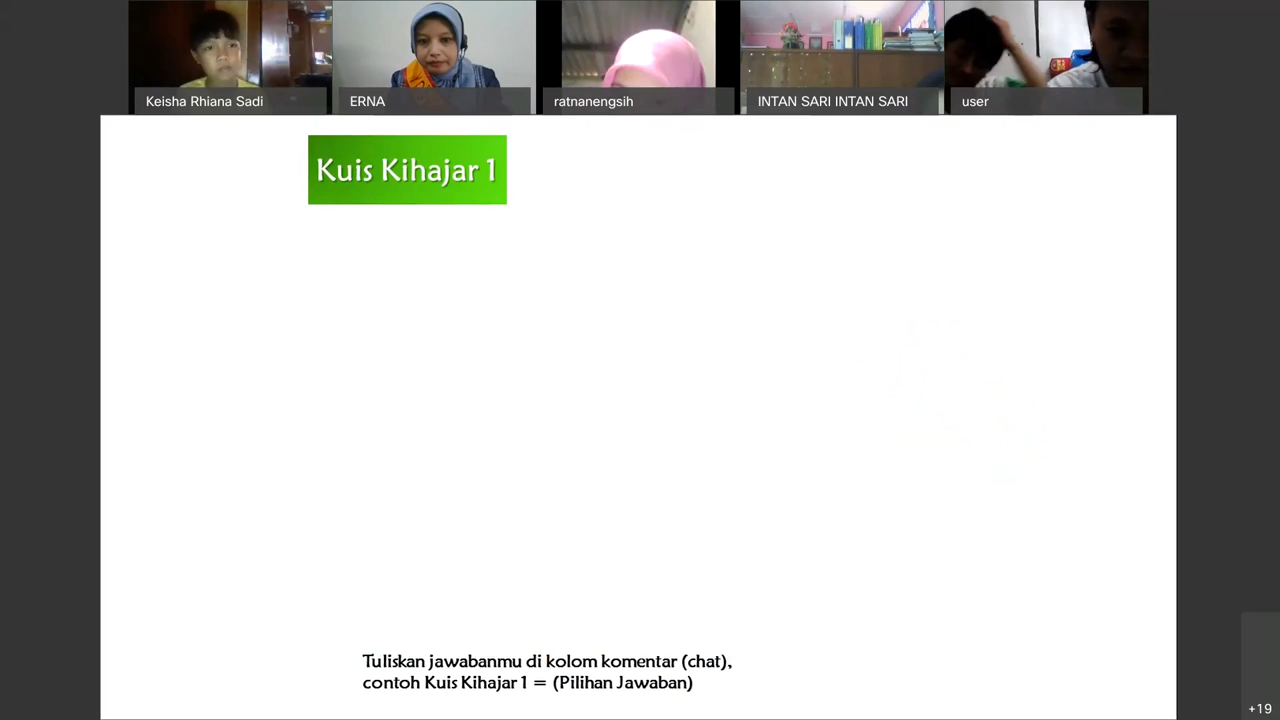 Keisha Rhiana Sadi
ERNA
ratnanengsih
INTAN SARI INTAN SARI
user
Kuis Kihajar 1
Tuliskan jawabanmu di kolom komentar (chat),
contoh Kuis Kihajar 1 = (Pilihan Jawaban)
+19